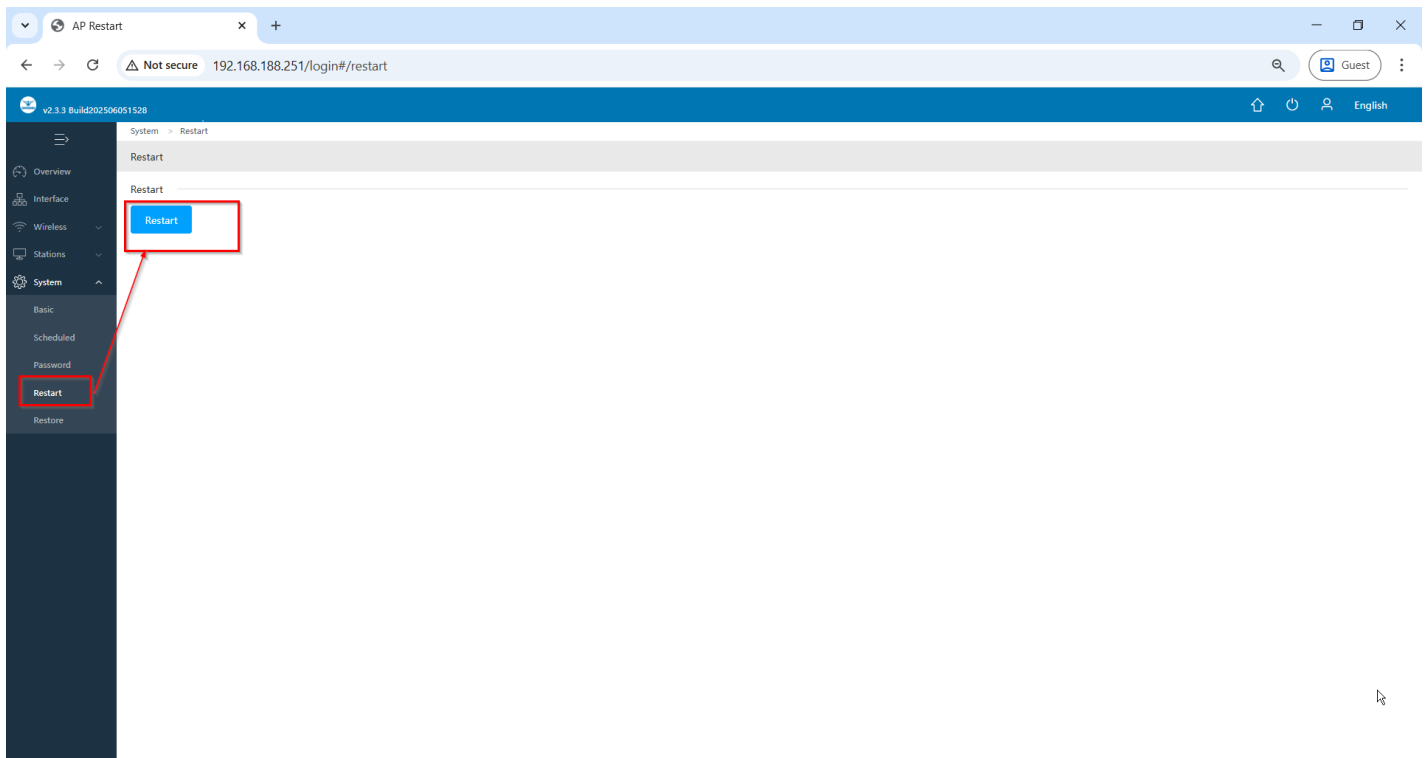 AP Restart
Not secure 192.168.188.251/login#/restart
Guest
v2.3.3 Build202506051528
English
System > Restart
Restart
Restart
Restart
Overview
Interface
Wireless
Stations
System
Basic
Scheduled
Password
Restart
Restore